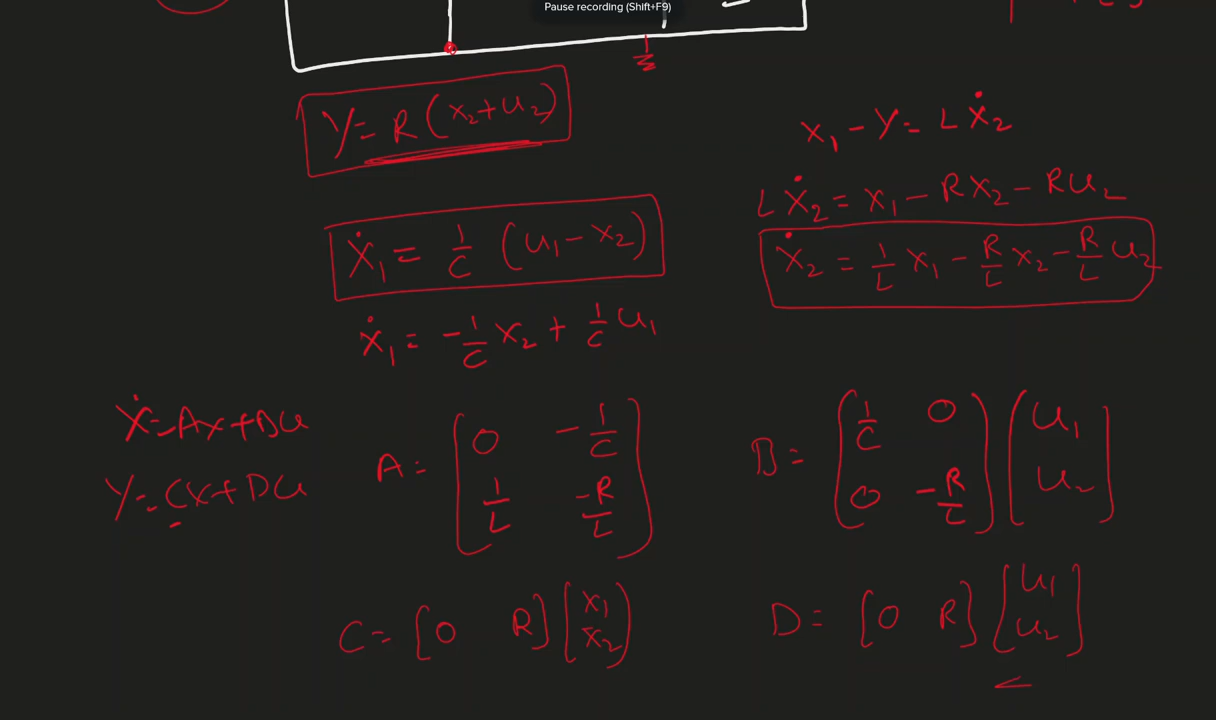 Pause recording (Shift+F9)
Y = R (x₂ + u₂)
x₁ - y = L ẋ₂
L ẋ₂ = x₁ - R x₂ - R u₂
ẋ₁ = 1/C (u₁ - x₂)
ẋ₂ = 1/L x₁ - R/L x₂ - R/L u₂
ẋ₁ = - 1/C x₂ + 1/C u₁
Ẋ = Ax + Bu
Y = Cx + Du
A = ( 0 -1/C
1/L -R/L )
B = ( 1/C 0
0 -R/L ) ( u₁
u₂ )
C = [ 0 R ] [ x₁
x₂ ]
D = [ 0 R ] [ u₁
u₂ ]